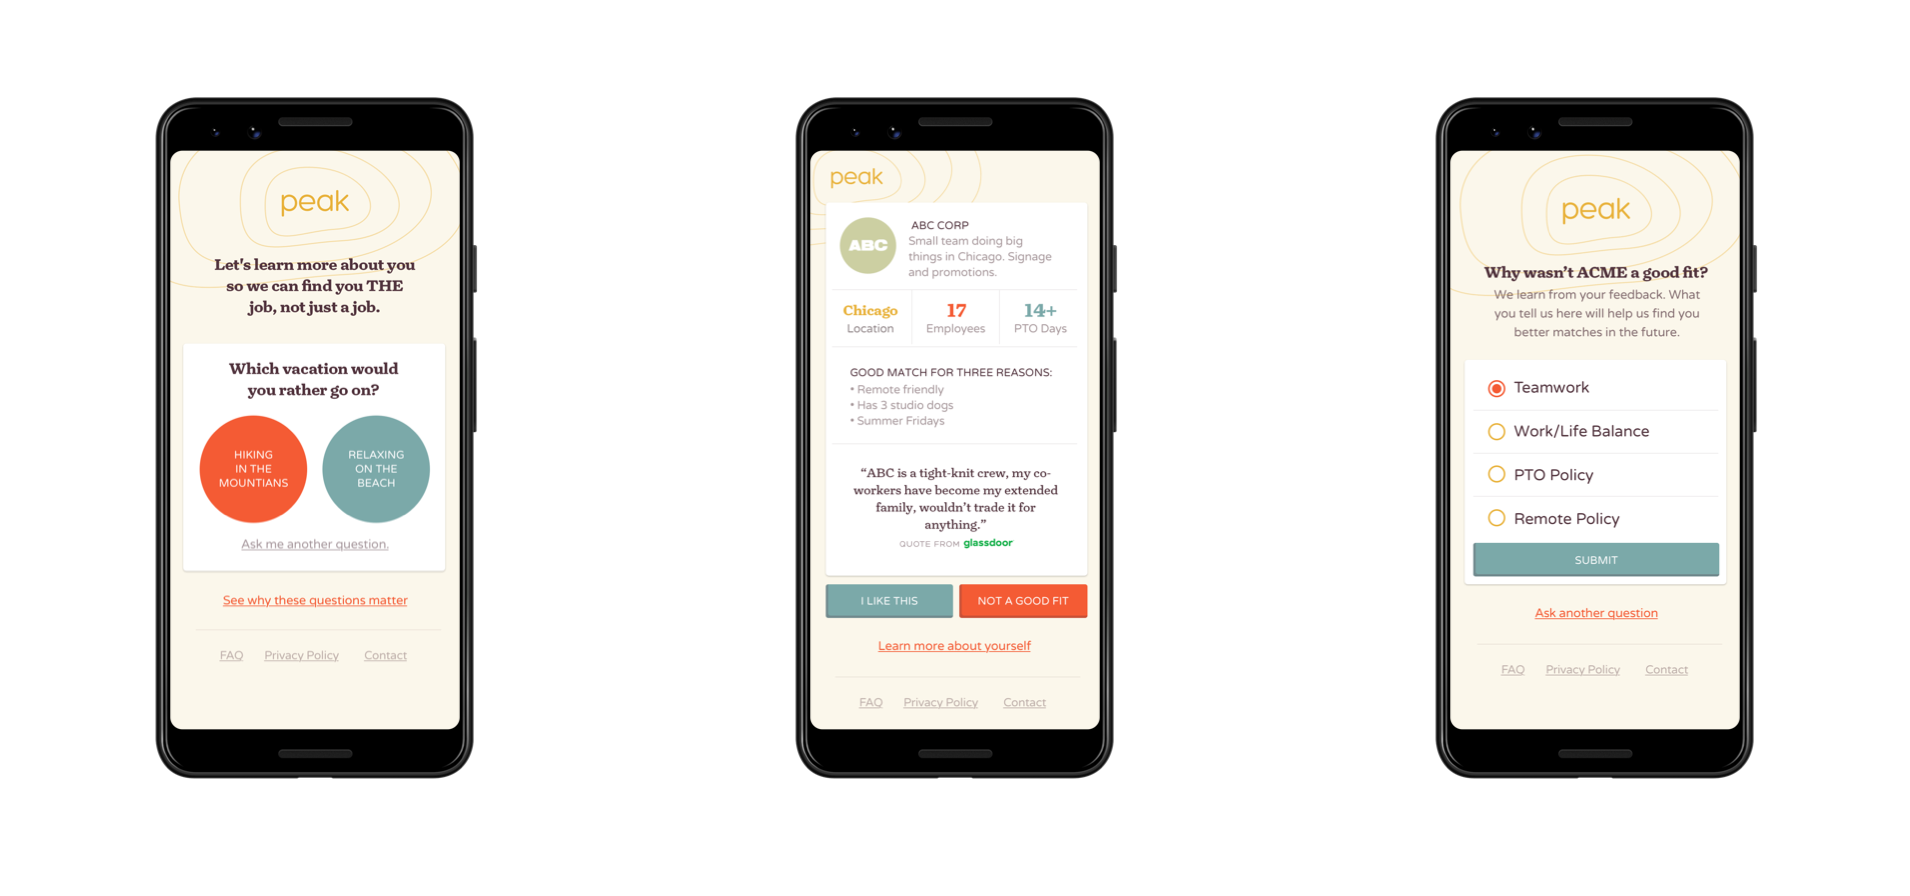 peak
Let's learn more about you
so we can find you THE
job, not just a job.
Which vacation would
you rather go on?
HIKING
IN THE
MOUNTIANS
RELAXING
ON THE
BEACH
Ask me another question.
See why these questions matter
FAQ Privacy Policy Contact
peak
ABC
ABC CORP
Small team doing big
things in Chicago. Signage
and promotions.
Chicago
Location
17
Employees
14+
PTO Days
GOOD MATCH FOR THREE REASONS:
• Remote friendly
• Has 3 studio dogs
• Summer Fridays
“ABC is a tight-knit crew, my co-
workers have become my extended
family, wouldn’t trade it for
anything.”
QUOTE FROM glassdoor
I LIKE THIS
NOT A GOOD FIT
Learn more about yourself
FAQ Privacy Policy Contact
peak
Why wasn’t ACME a good fit?
We learn from your feedback. What
you tell us here will help us find you
better matches in the future.
Teamwork
Work/Life Balance
PTO Policy
Remote Policy
SUBMIT
Ask another question
FAQ Privacy Policy Contact